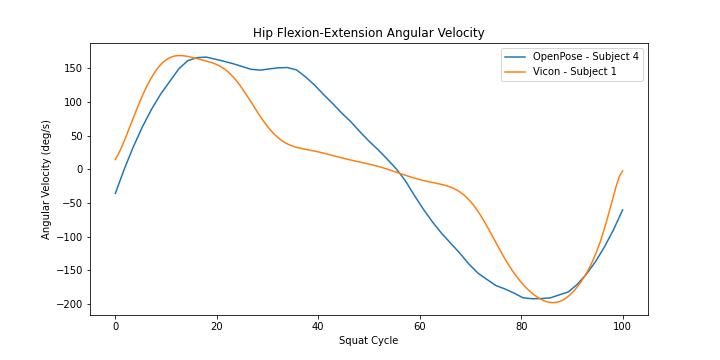 Hip Flexion-Extension Angular Velocity
OpenPose - Subject 4
Vicon - Subject 1
150
100
50
0
−50
−100
−150
−200
Angular Velocity (deg/s)
0 20 40 60 80 100
Squat Cycle